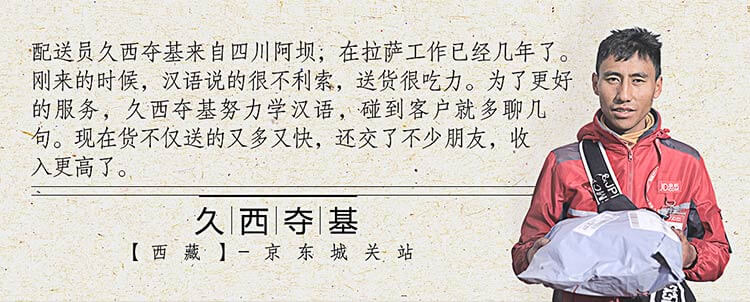 配送员久西夺基来自四川阿坝；在拉萨工作已经几年了。
刚来的时候，汉语说的很不利索，送货很吃力。为了更好
的服务，久西夺基努力学汉语，碰到客户就多聊几
句。现在货不仅送的又多又快，还交了不少朋友，收
入更高了。
久西夺基
【西藏】-京东城关站
JD